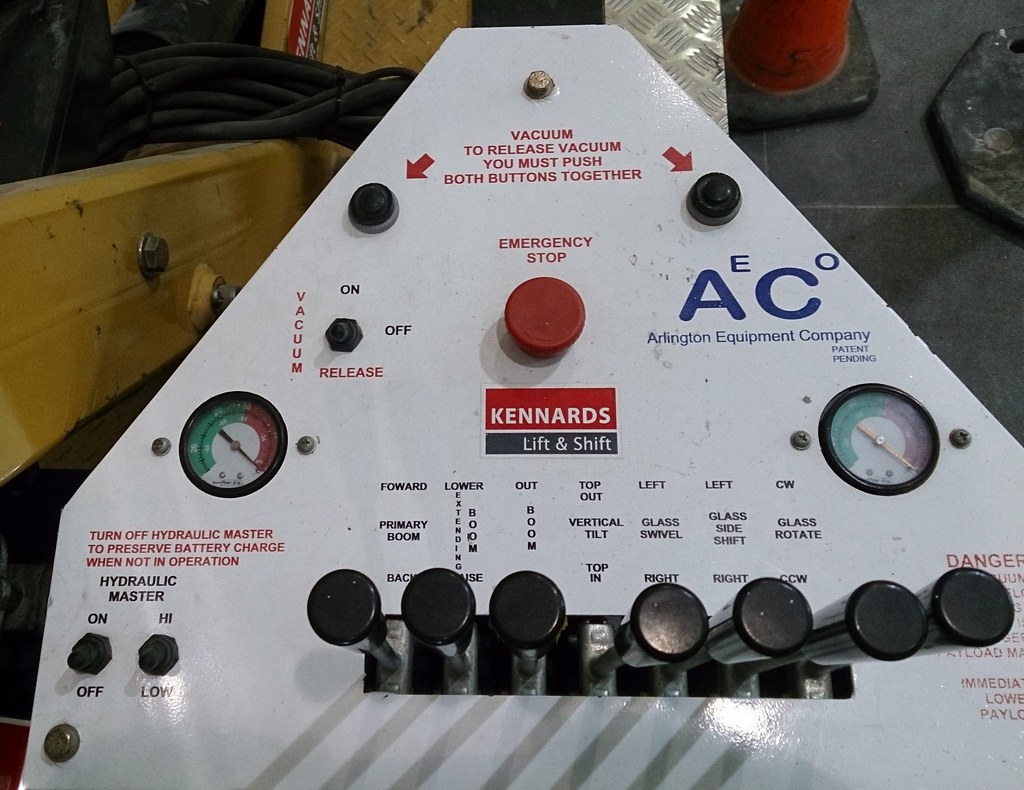 VACUUM
TO RELEASE VACUUM
YOU MUST PUSH
BOTH BUTTONS TOGETHER
EMERGENCY
STOP
AECO
Arlington Equipment Company
PATENT
PENDING
VACUUM
ON
OFF
RELEASE
KENNARDS
Lift & Shift
FOWARD LOWER OUT TOP OUT LEFT LEFT CW
PRIMARY BOOM EXTENDING BOOM BOOM VERTICAL TILT GLASS SWIVEL GLASS SIDE SHIFT GLASS ROTATE
BACK TOP IN RIGHT RIGHT CCW
TURN OFF HYDRAULIC MASTER
TO PRESERVE BATTERY CHARGE
WHEN NOT IN OPERATION
HYDRAULIC
MASTER
ON HI
OFF LOW
DANGER